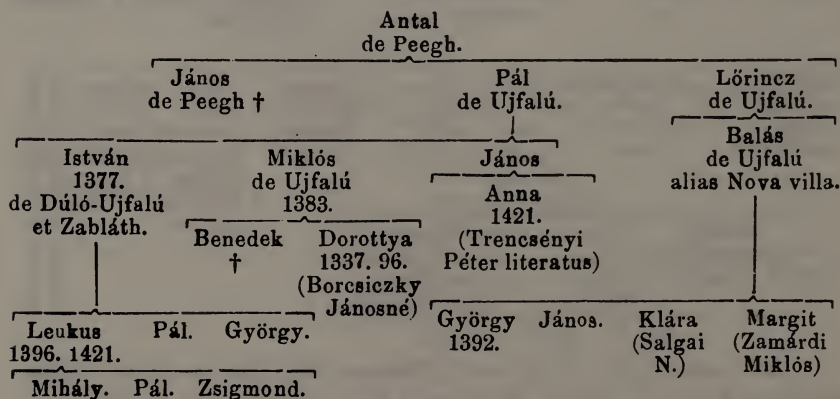 Antal
de Peegh.
János
de Peegh †
Pál
de Ujfalú.
Lőrincz
de Ujfalú.
István
1377.
de Dúló-Ujfalú
et Zabláth.
Miklós
de Ujfalú
1383.
János
Balás
de Ujfalú
alias Nova villa.
Benedek
†
Dorottya
1337. 96.
(Borcsiczky
Jánosné)
Anna
1421.
(Trencsényi
Péter literatus)
Leukus
1396. 1421.
Pál.
György.
György
1392.
János.
Klára
(Salgai
N.)
Margit
(Zamárdi
Miklós)
Mihály.
Pál.
Zsigmond.